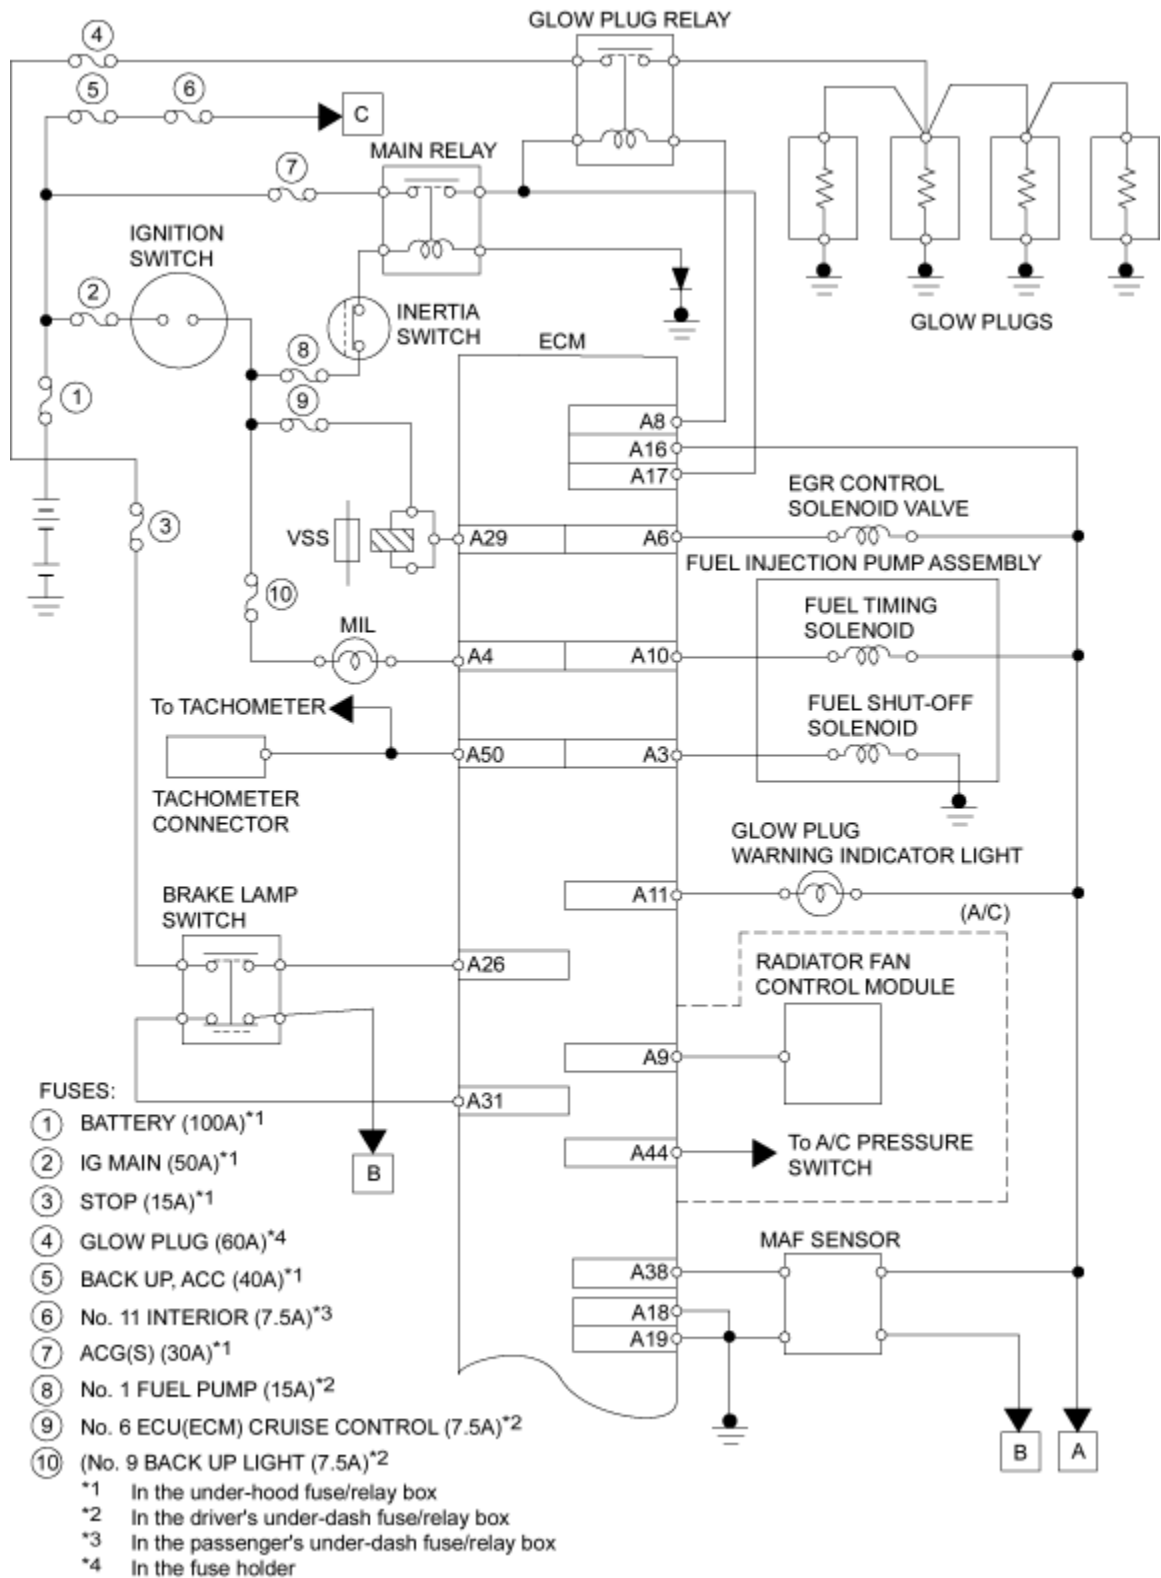 GLOW PLUG RELAY
4
5
6
C
MAIN RELAY
7
IGNITION
SWITCH
2
INERTIA
SWITCH
GLOW PLUGS
ECM
8
1
9
A8
A16
A17
3
EGR CONTROL
SOLENOID VALVE
VSS
A29
A6
FUEL INJECTION PUMP ASSEMBLY
10
FUEL TIMING
SOLENOID
MIL
A4
A10
To TACHOMETER
FUEL SHUT-OFF
SOLENOID
A50
A3
TACHOMETER
CONNECTOR
GLOW PLUG
WARNING INDICATOR LIGHT
BRAKE LAMP
SWITCH
A11
(A/C)
A26
RADIATOR FAN
CONTROL MODULE
A9
A31
A44
To A/C PRESSURE
SWITCH
B
MAF SENSOR
A38
A18
A19
B
A
FUSES:
1 BATTERY (100A)*1
2 IG MAIN (50A)*1
3 STOP (15A)*1
4 GLOW PLUG (60A)*4
5 BACK UP, ACC (40A)*1
6 No. 11 INTERIOR (7.5A)*3
7 ACG(S) (30A)*1
8 No. 1 FUEL PUMP (15A)*2
9 No. 6 ECU(ECM) CRUISE CONTROL (7.5A)*2
10 (No. 9 BACK UP LIGHT (7.5A)*2
*1 In the under-hood fuse/relay box
*2 In the driver's under-dash fuse/relay box
*3 In the passenger's under-dash fuse/relay box
*4 In the fuse holder